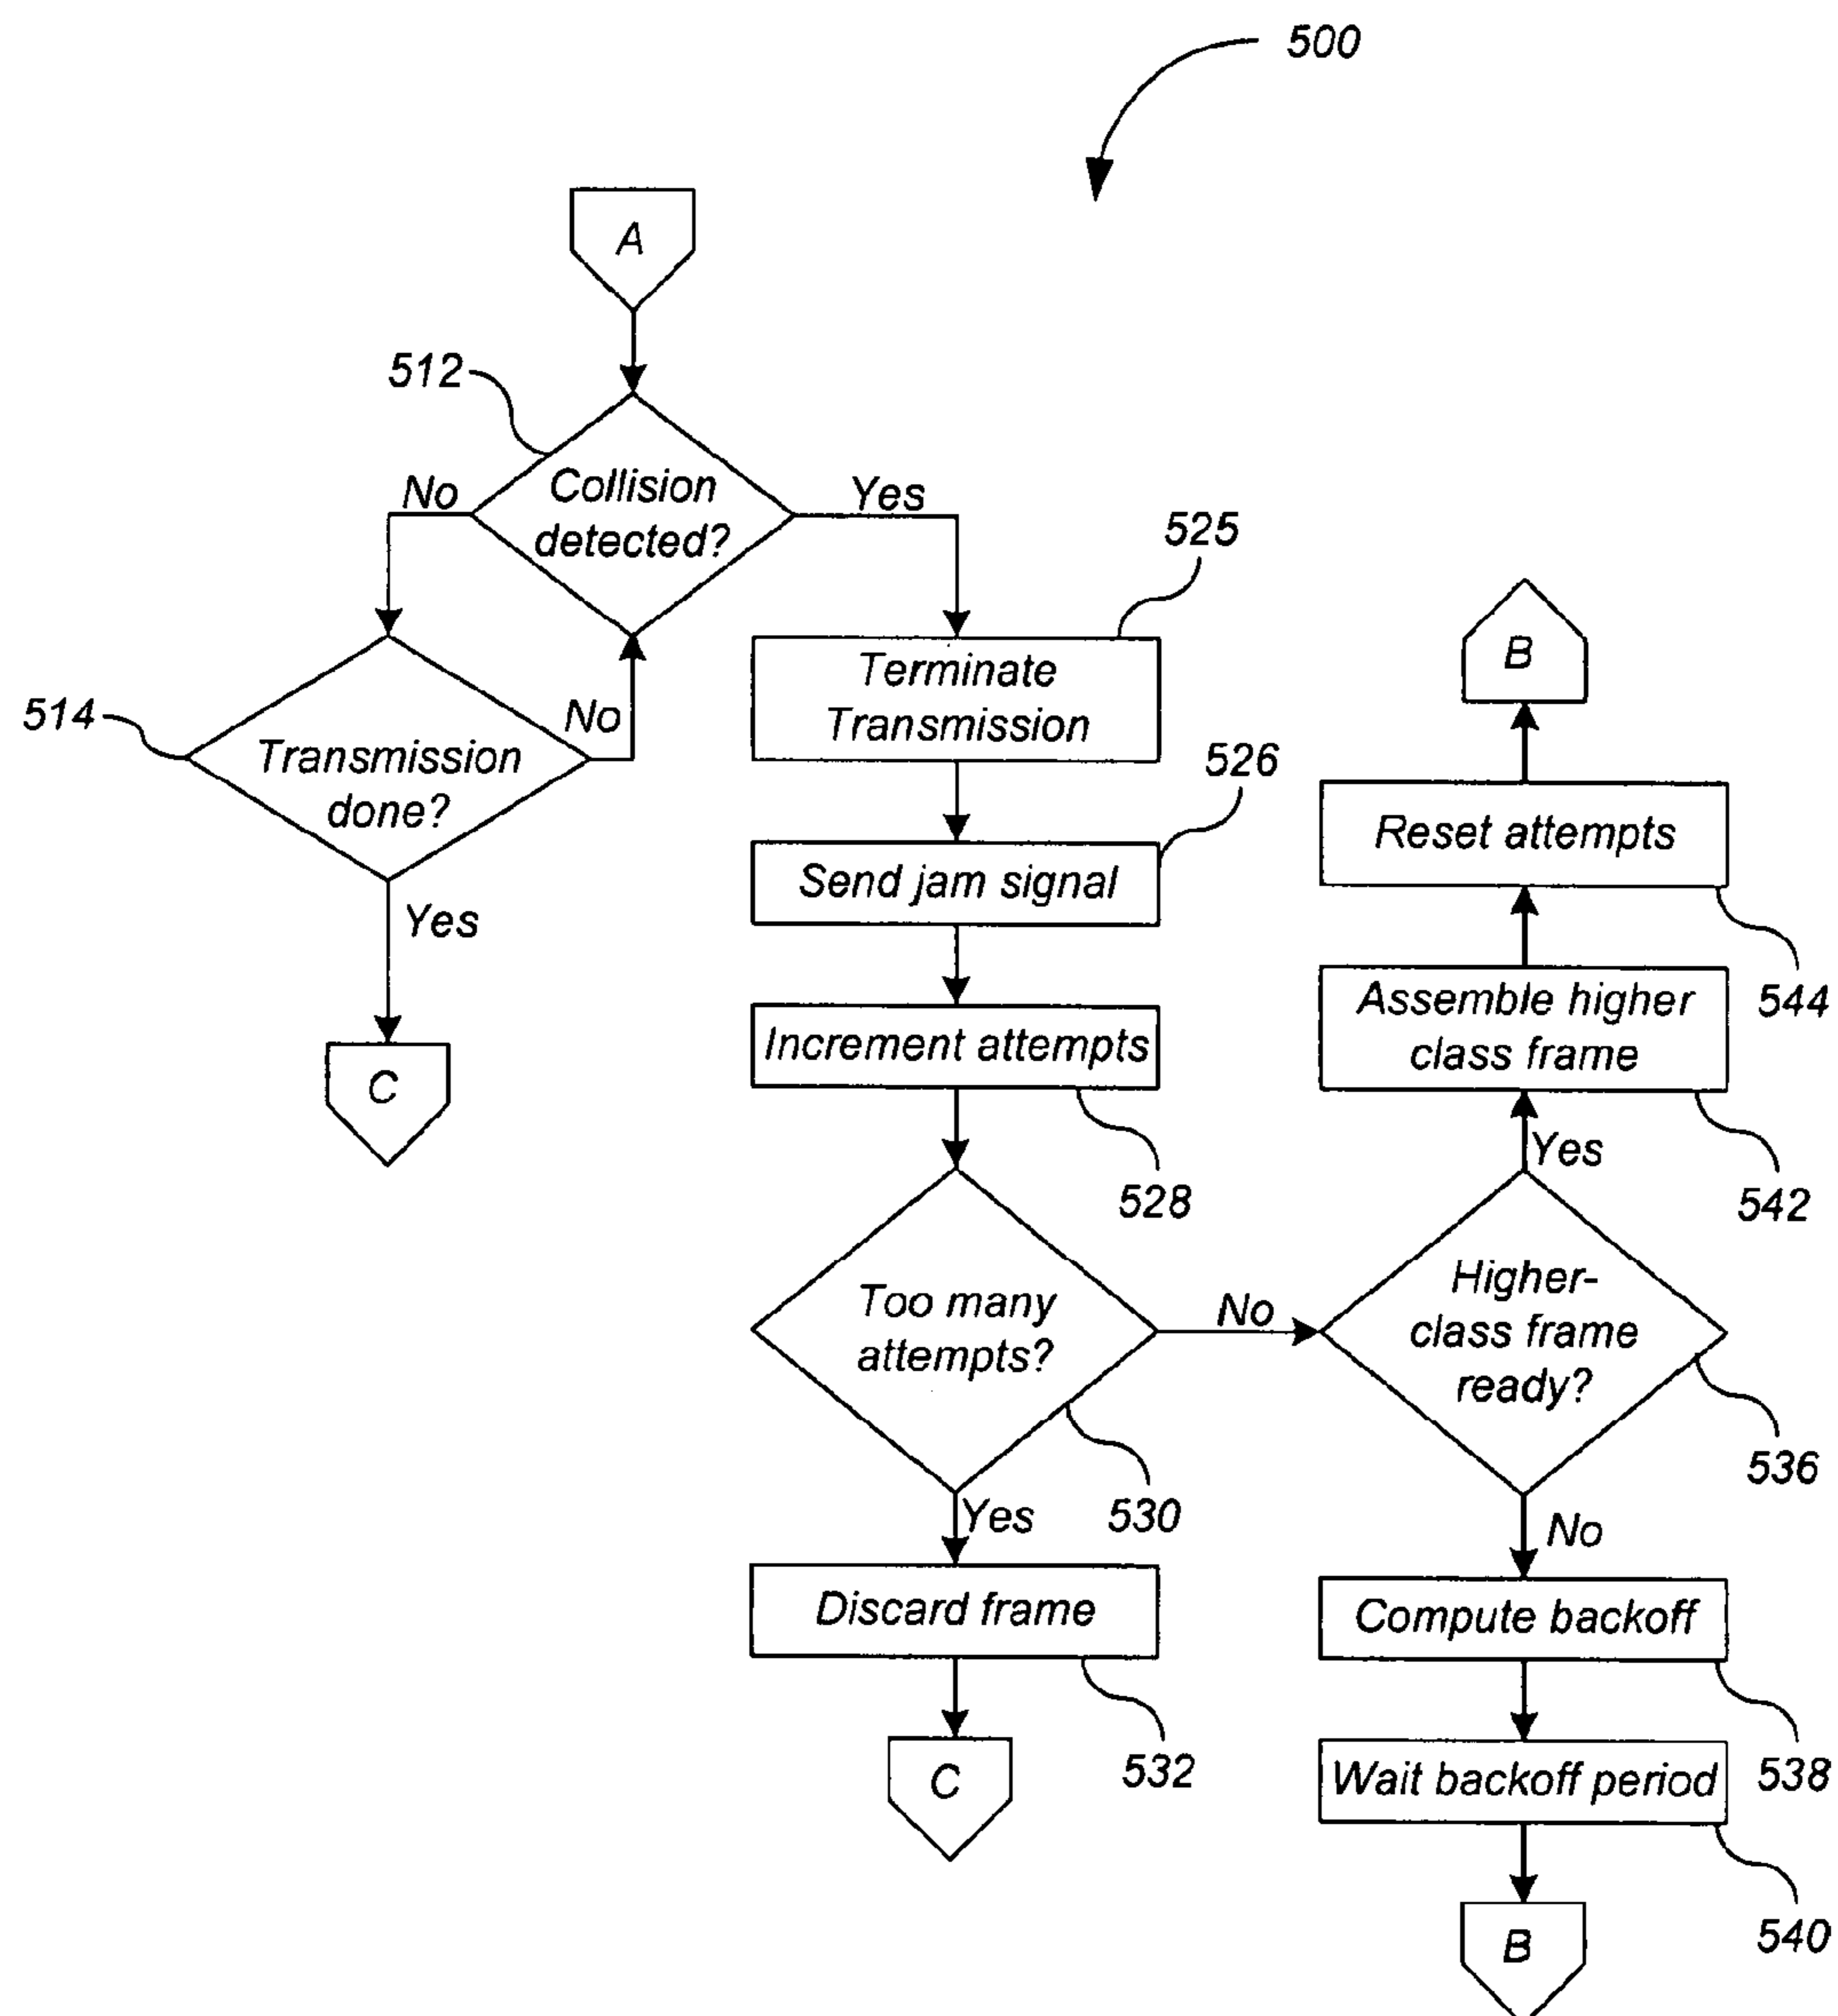 500
A
512
Collision
detected?
No
Yes
525
Terminate
Transmission
514
Transmission
done?
No
Yes
C
526
Send jam signal
Increment attempts
528
Too many
attempts?
No
Yes
530
Discard frame
532
C
B
Reset attempts
544
Assemble higher
class frame
542
Yes
Higher-
class frame
ready?
536
No
Compute backoff
538
Wait backoff period
540
B